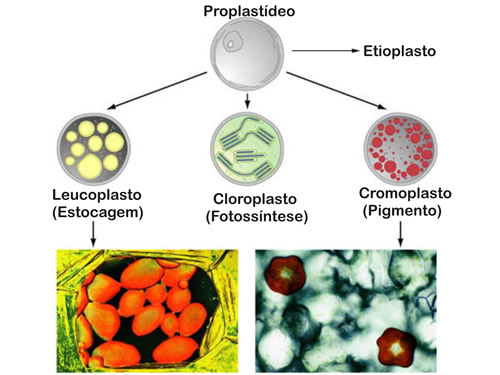 Proplastídeo
Etioplasto
Leucoplasto
(Estocagem)
Cloroplasto
(Fotossíntese)
Cromoplasto
(Pigmento)